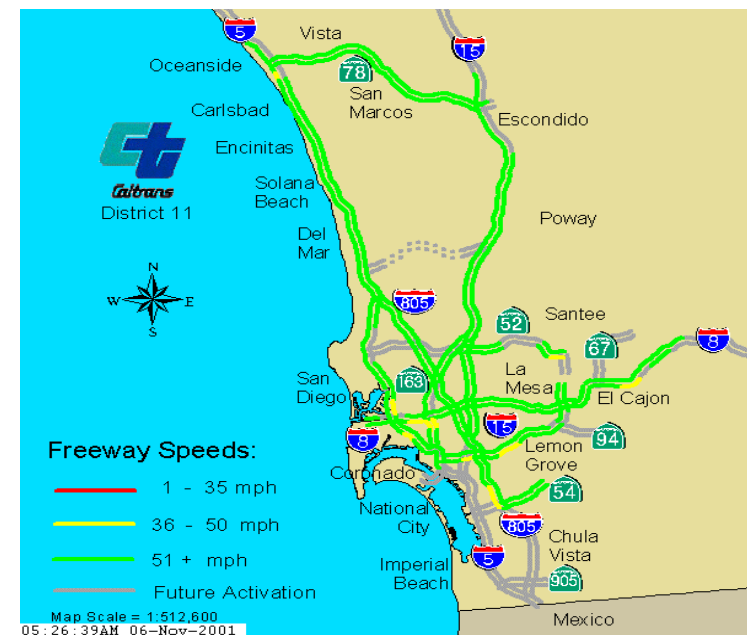 5
Vista
15
Oceanside
78
San
Marcos
Carlsbad
Escondido
Encinitas
Caltrans
District 11
Solana
Beach
Poway
Del
Mar
N
W
E
S
805
52
Santee
67
8
San
Diego
163
La
Mesa
El Cajon
15
94
8
Lemon
Grove
Coronado
54
National
City
805
Chula
Vista
5
Imperial
Beach
905
Mexico
Freeway Speeds:
1 - 35 mph
36 - 50 mph
51 + mph
Future Activation
Map Scale = 1:512,600
05:26:39AM 06-Nov-2001